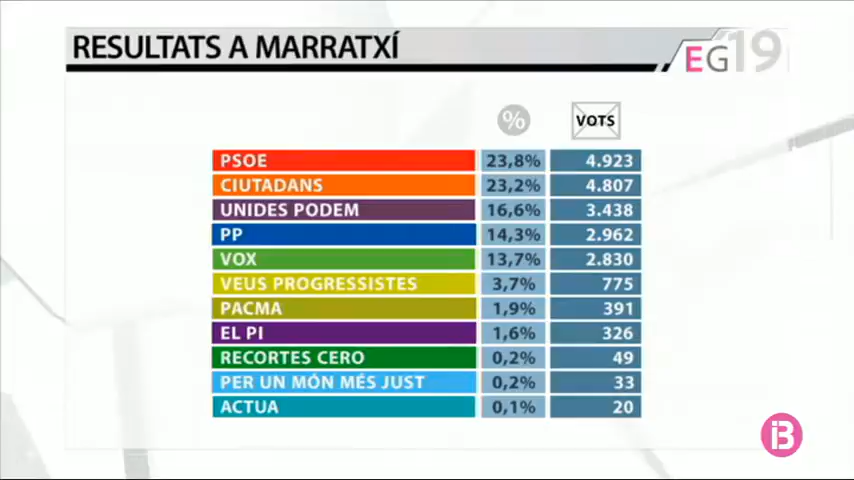 RESULTATS A MARRATXÍ
EG19
% VOTS
PSOE 23,8% 4.923
CIUTADANS 23,2% 4.807
UNIDES PODEM 16,6% 3.438
PP 14,3% 2.962
VOX 13,7% 2.830
VEUS PROGRESSISTES 3,7% 775
PACMA 1,9% 391
EL PI 1,6% 326
RECORTES CERO 0,2% 49
PER UN MÓN MÉS JUST 0,2% 33
ACTUA 0,1% 20